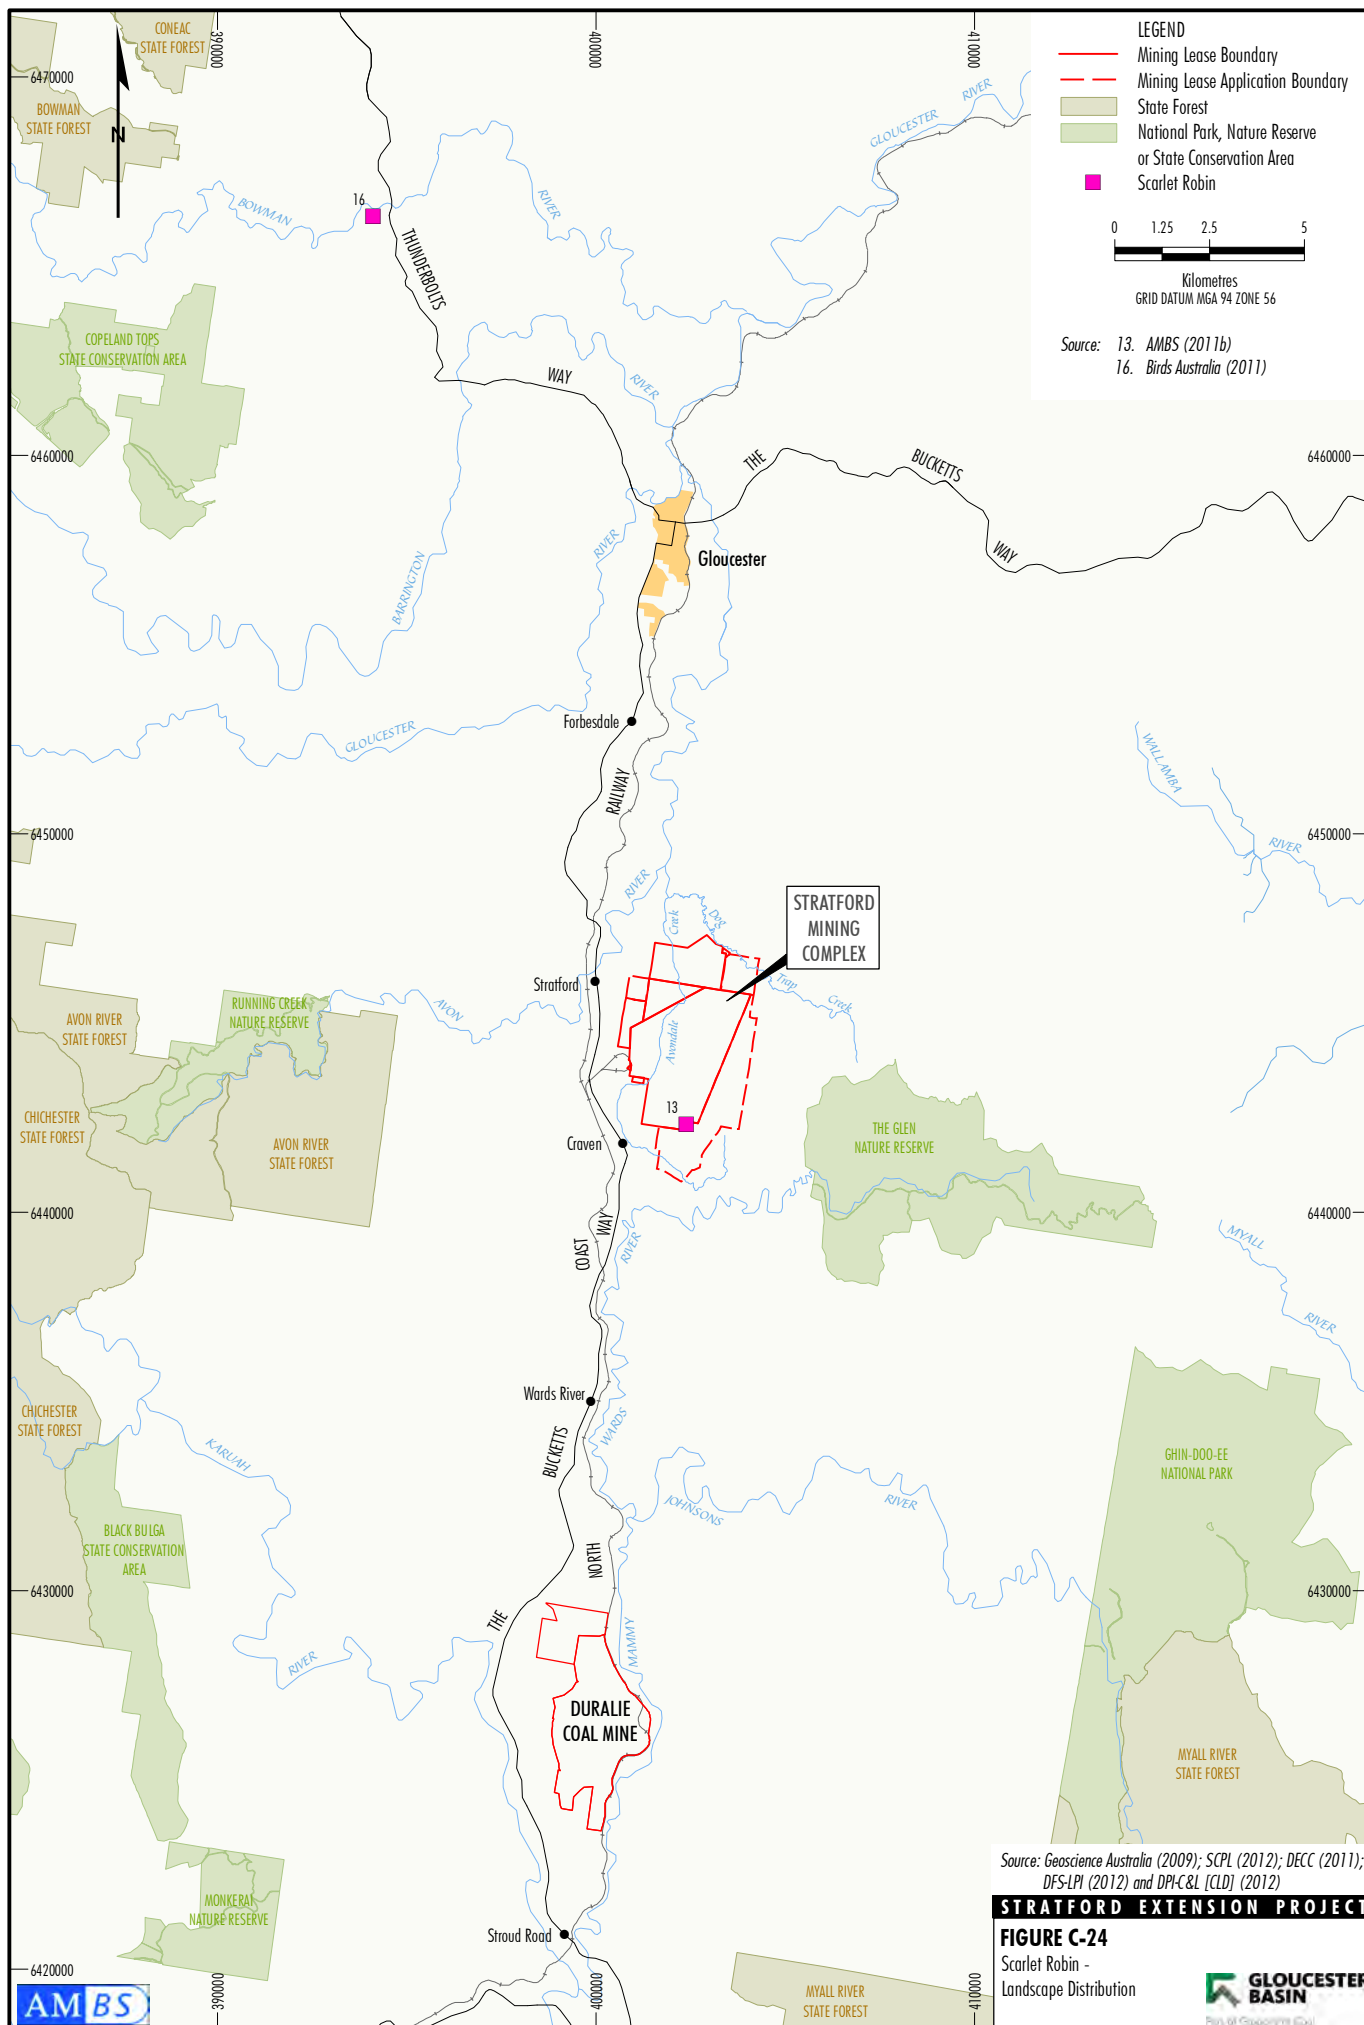 LEGEND
Mining Lease Boundary
Mining Lease Application Boundary
State Forest
National Park, Nature Reserve
or State Conservation Area
Scarlet Robin
0 1.25 2.5 5
Kilometres
GRID DATUM MGA 94 ZONE 56
Source: 13. AMBS (2011b)
16. Birds Australia (2011)
390000
400000
410000
CONEAC
STATE FOREST
6470000
BOWMAN
STATE FOREST
N
GLOUCESTER
RIVER
16
BOWMAN
RIVER
THUNDERBOLTS
WAY
COPELAND TOPS
STATE CONSERVATION AREA
RIVER
6460000
6460000
THE
BUCKETTS
WAY
RIVER
Gloucester
BARRINGTON
Forbesdale
GLOUCESTER
WALLAMBA
RIVER
RAILWAY
6450000
6450000
RIVER
Creek
Dog
Trap
Creek
STRATFORD
MINING
COMPLEX
Stratford
AVON
Avondale
RUNNING CREEK
NATURE RESERVE
AVON RIVER
STATE FOREST
CHICHESTER
STATE FOREST
AVON RIVER
STATE FOREST
13
Craven
THE GLEN
NATURE RESERVE
6440000
6440000
COAST
WAY
RIVER
MYALL
RIVER
Wards River
WARDS
CHICHESTER
STATE FOREST
KARUAH
BUCKETTS
JOHNSONS
RIVER
GHIN-DOO-EE
NATIONAL PARK
BLACK BULGA
STATE CONSERVATION
AREA
NORTH
6430000
6430000
THE
MAMMY
RIVER
DURALIE
COAL MINE
MYALL RIVER
STATE FOREST
MONKERAI
NATURE RESERVE
Stroud Road
6420000
MYALL RIVER
STATE FOREST
390000
400000
410000
AMBS
Source: Geoscience Australia (2009); SCPL (2012); DECC (2011);
DFS-LPI (2012) and DPI-C&L [CLD] (2012)
STRATFORD EXTENSION PROJECT
FIGURE C-24
Scarlet Robin -
Landscape Distribution
GLOUCESTER
BASIN